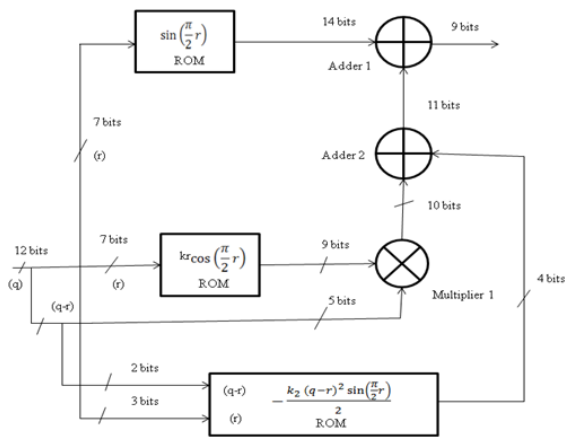 sin(π/2 r)
ROM
14 bits
9 bits
Adder 1
7 bits
(r)
11 bits
Adder 2
10 bits
12 bits
(q)
7 bits
(r)
kr cos(π/2 r)
ROM
9 bits
(q-r)
5 bits
Multiplier 1
4 bits
2 bits
3 bits
(q-r)
(r)
- k₂ (q-r)² sin(π/2 r) / 2
ROM